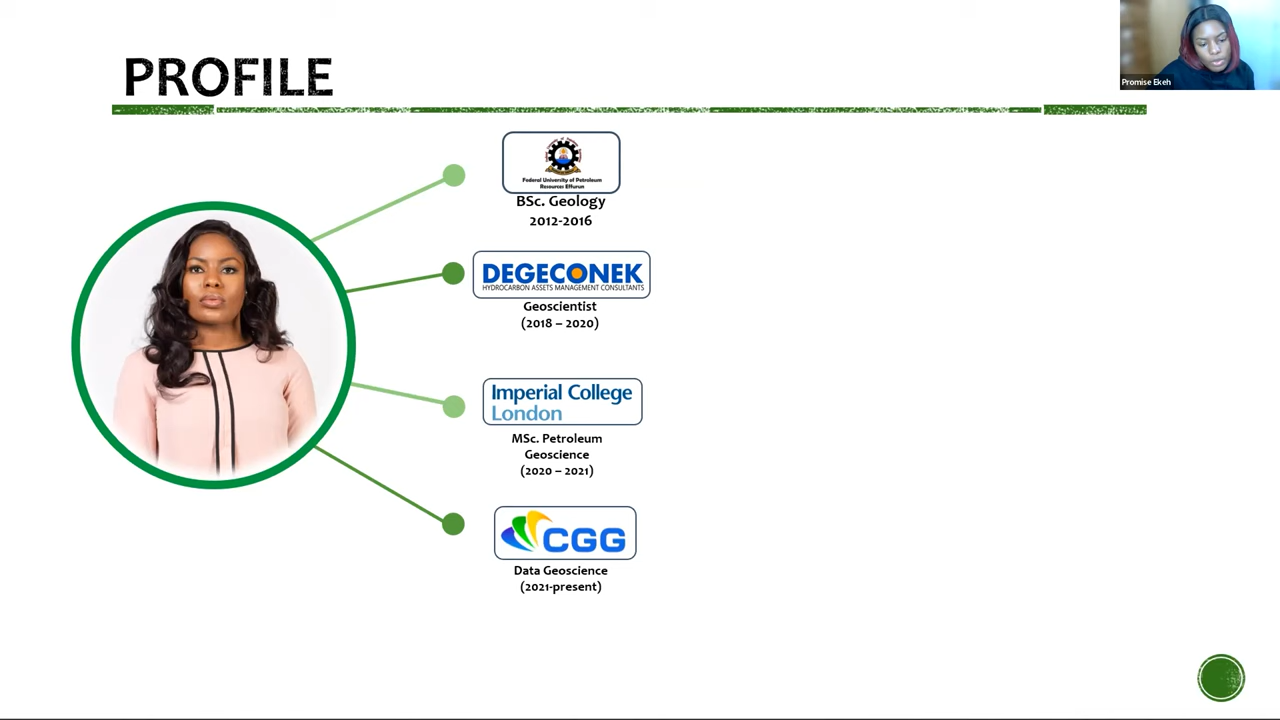 PROFILE
Promise Ekeh
Federal University of Petroleum
Resources Effurun
BSc. Geology
2012-2016
DEGECONEK
HYDROCARBON ASSETS MANAGEMENT CONSULTANTS
Geoscientist
(2018 – 2020)
Imperial College
London
MSc. Petroleum
Geoscience
(2020 – 2021)
CGG
Data Geoscience
(2021-present)